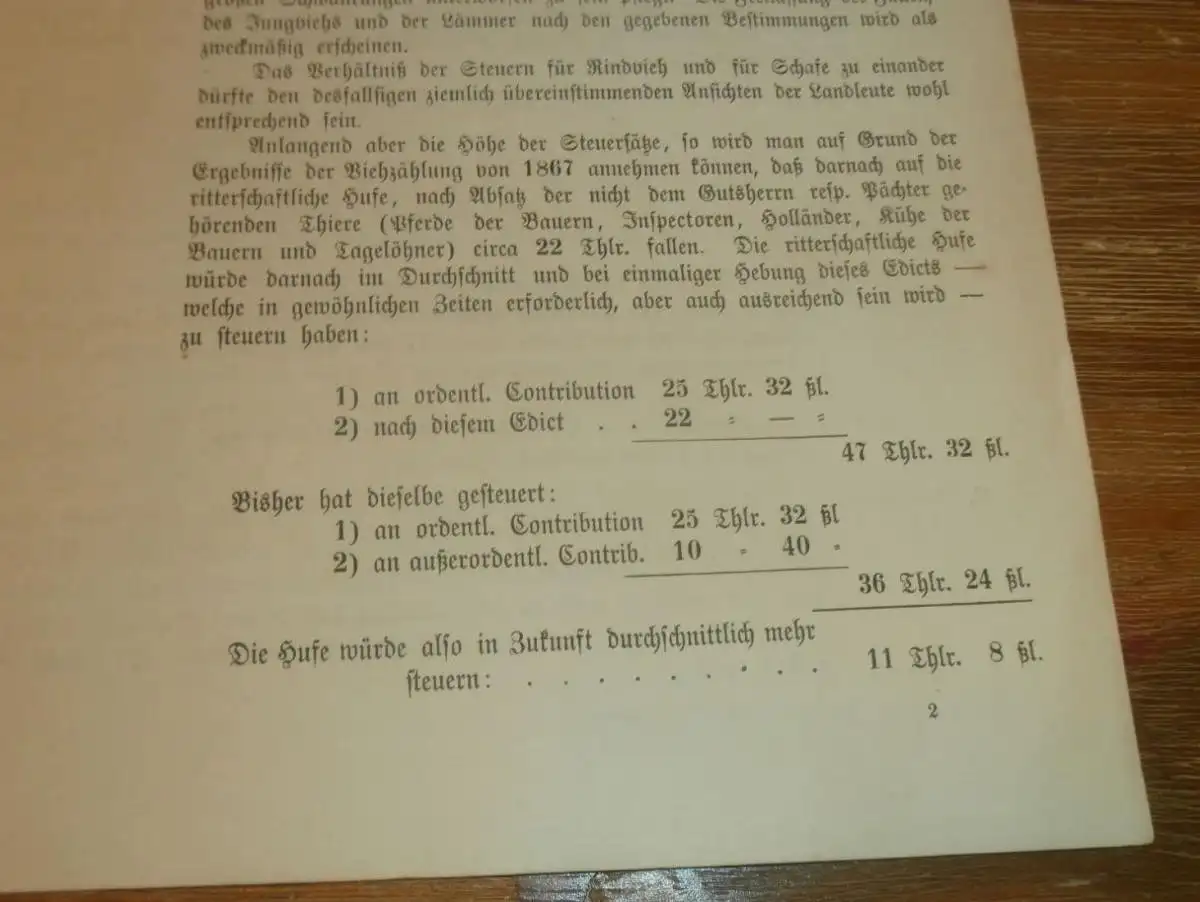 großen Schwankungen unterworfen zu sein pflegt. Die
des Jungviehs und der Lämmer nach den gegebenen Bestimmungen wird als
zweckmäßig erscheinen.
Das Verhältniß der Steuern für Rindvieh und für Schafe zu einander
dürfte den desfallsigen ziemlich übereinstimmenden Ansichten der Landleute wohl
entsprechend sein.
Anlangend aber die Höhe der Steuersätze, so wird man auf Grund der
Ergebnisse der Viehzählung von 1867 annehmen können, daß darnach auf die
ritterschaftliche Hufe, nach Absatz der nicht dem Gutsherrn resp. Pächter ge-
hörenden Thiere (Pferde der Bauern, Inspectoren, Holländer, Kühe der
Bauern und Tagelöhner) circa 22 Thlr. fallen. Die ritterschaftliche Hufe
würde darnach im Durchschnitt und bei einmaliger Hebung dieses Edicts —
welche in gewöhnlichen Zeiten erforderlich, aber auch ausreichend sein wird —
zu steuern haben:
1) an ordentl. Contribution 25 Thlr. 32 ßl.
2) nach diesem Edict . . 22 = — =
47 Thlr. 32 ßl.
Bisher hat dieselbe gesteuert:
1) an ordentl. Contribution 25 Thlr. 32 ßl
2) an außerordentl. Contrib. 10 = 40 =
36 Thlr. 24 ßl.
Die Hufe würde also in Zukunft durchschnittlich mehr
steuern: . . . . . . . . . 11 Thlr. 8 ßl.
2